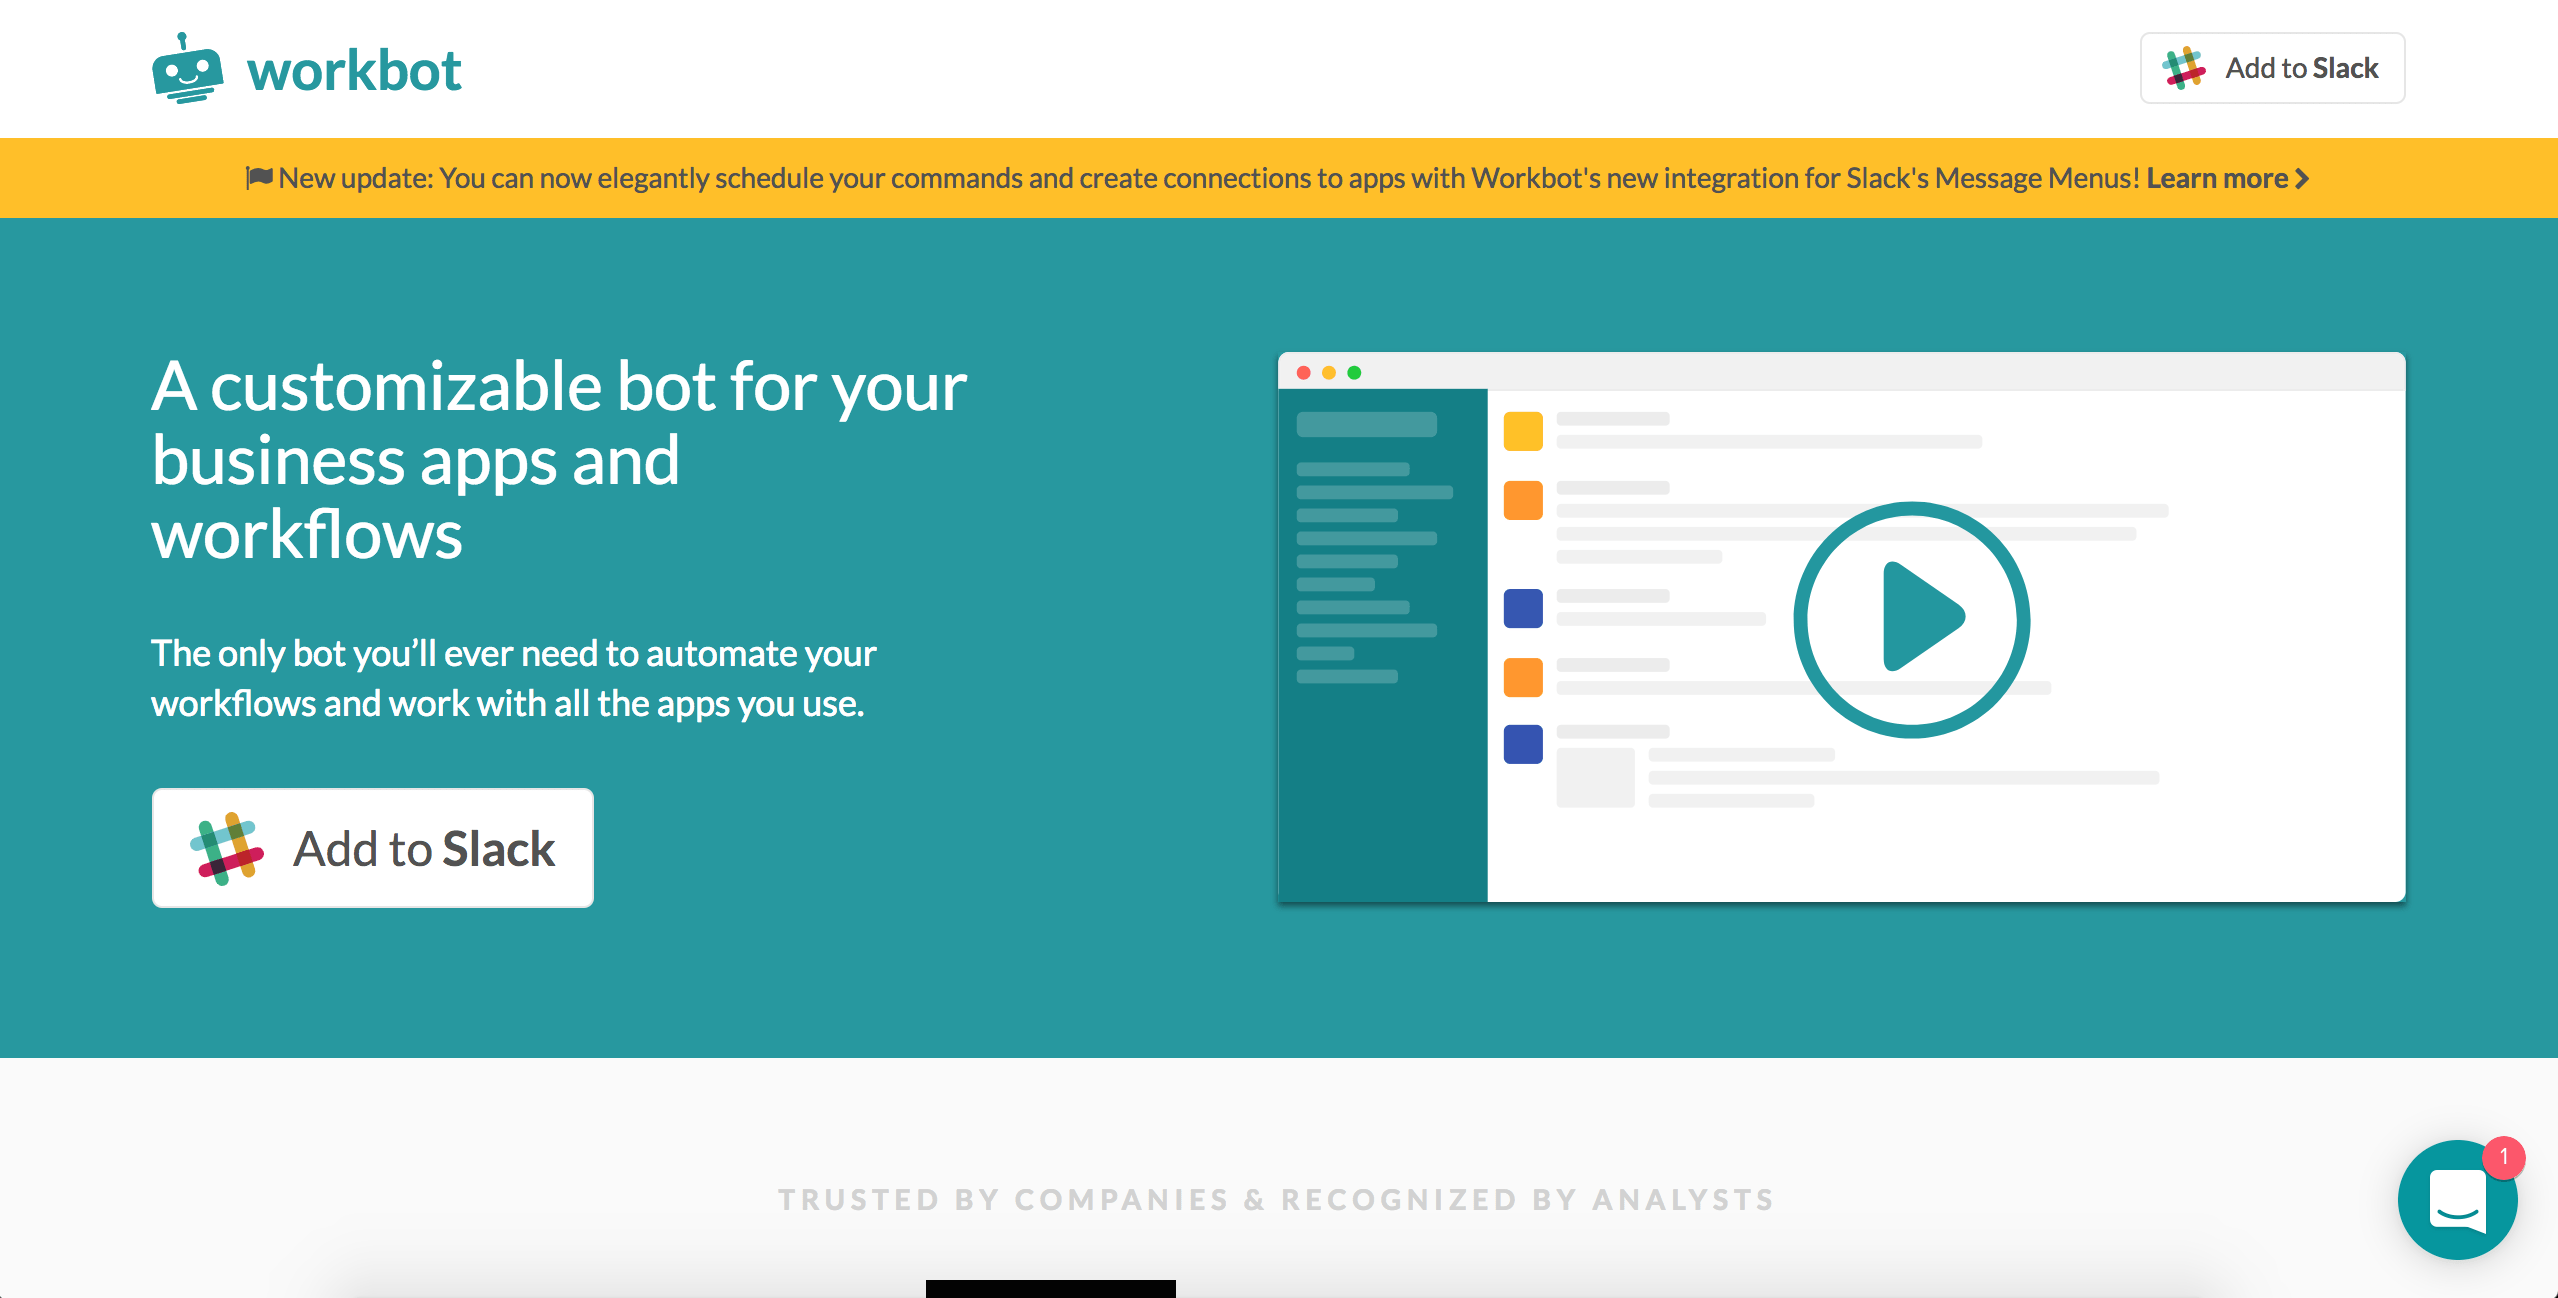 workbot
Add to Slack
New update: You can now elegantly schedule your commands and create connections to apps with Workbot's new integration for Slack's Message Menus! Learn more
A customizable bot for your
business apps and
workflows
The only bot you’ll ever need to automate your
workflows and work with all the apps you use.
Add to Slack
TRUSTED BY COMPANIES & RECOGNIZED BY ANALYSTS
1